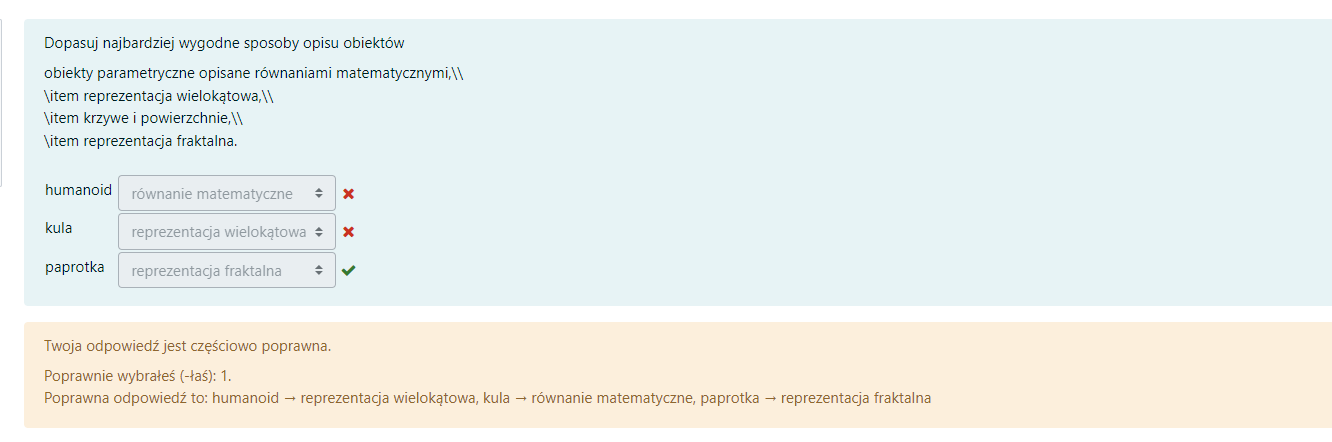 Dopasuj najbardziej wygodne sposoby opisu obiektów
obiekty parametryczne opisane równaniami matematycznymi,\\
\item reprezentacja wielokątowa,\\
\item krzywe i powierzchnie,\\
\item reprezentacja fraktalna.
humanoid równanie matematyczne
kula reprezentacja wielokątowa
paprotka reprezentacja fraktalna
Twoja odpowiedź jest częściowo poprawna.
Poprawnie wybrałeś (-łaś): 1.
Poprawna odpowiedź to: humanoid → reprezentacja wielokątowa, kula → równanie matematyczne, paprotka → reprezentacja fraktalna